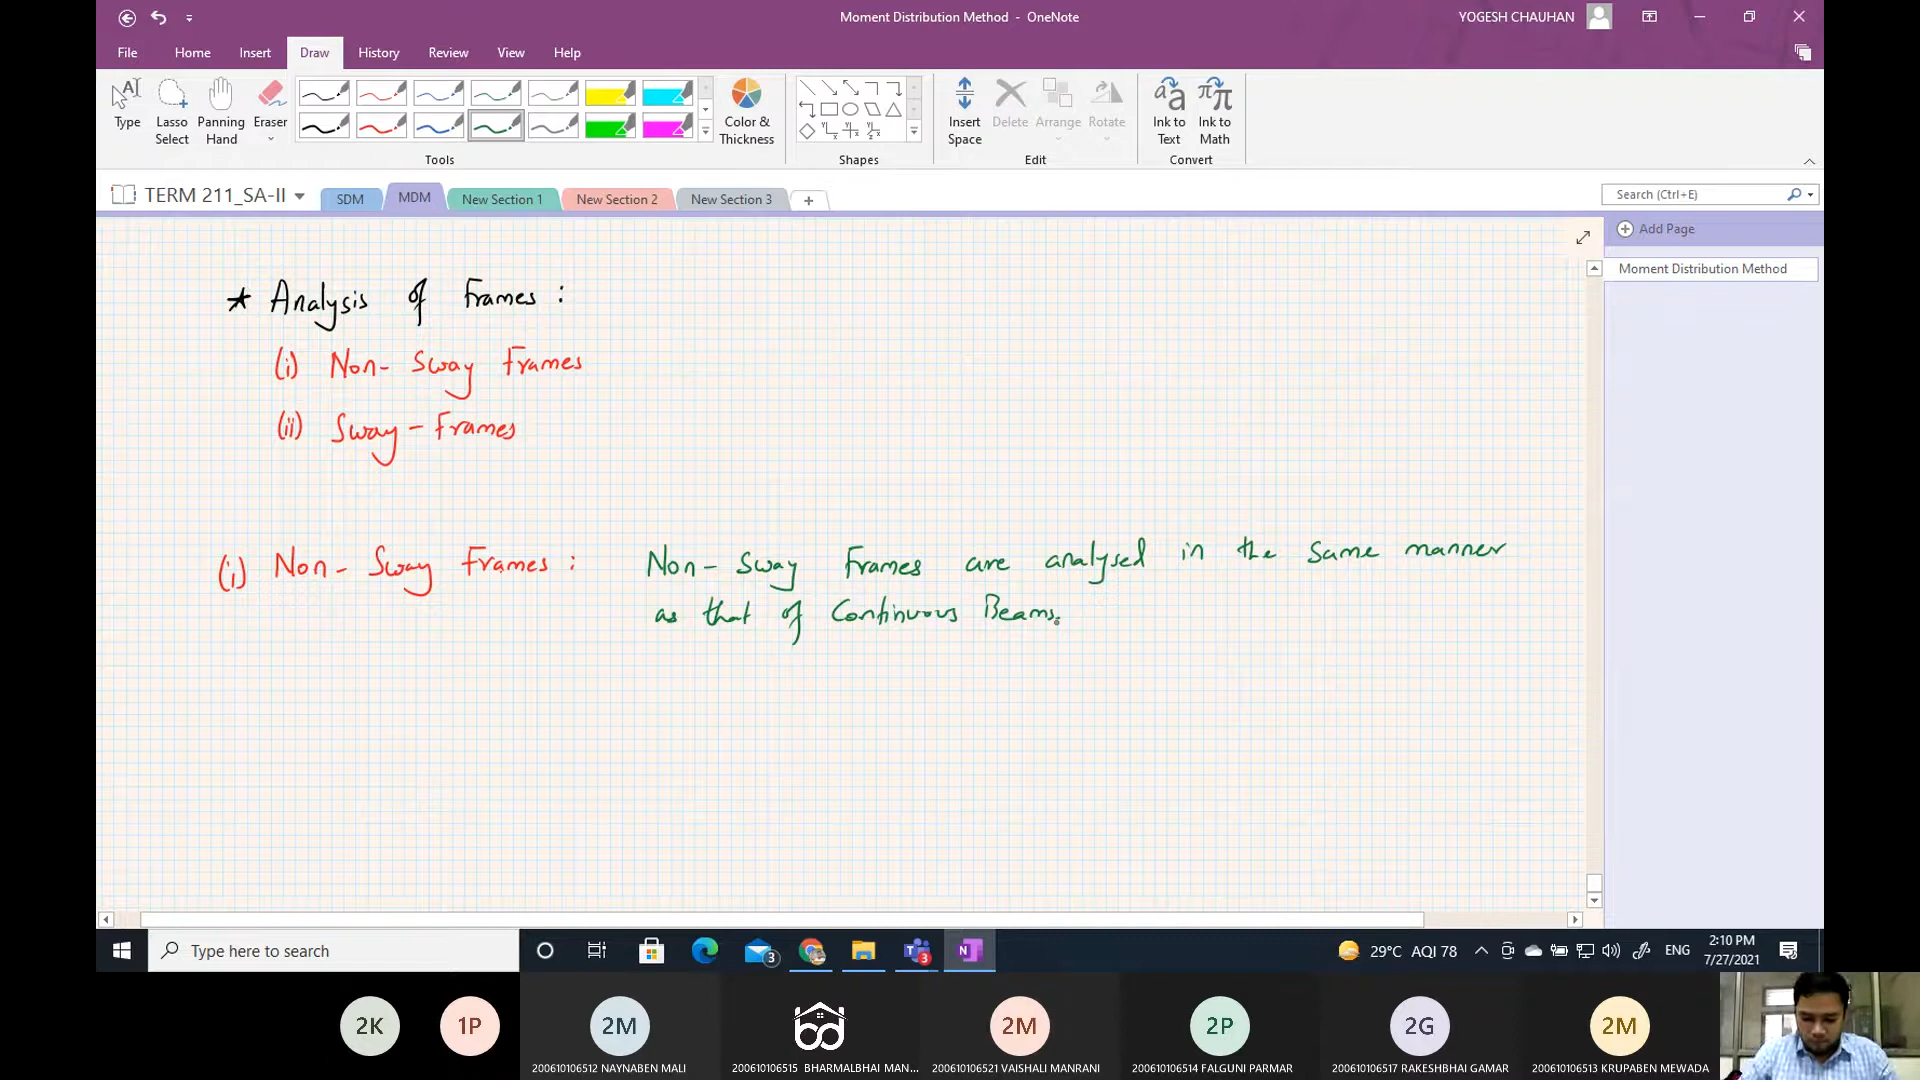 Moment Distribution Method - OneNote
YOGESH CHAUHAN
File Home Insert Draw History Review View Help
Type
Lasso Select
Panning Hand
Eraser
Color & Thickness
Insert Space
Delete
Arrange
Rotate
Ink to Text
Ink to Math
Tools
Shapes
Edit
Convert
TERM 211_SA-II
SDM MDM New Section 1 New Section 2 New Section 3
Search (Ctrl+E)
Add Page
Moment Distribution Method
* Analysis of Frames :
(i) Non - Sway Frames
(ii) Sway - Frames
(i) Non - Sway Frames : Non - Sway Frames are analysed in the same manner
as that of Continuous Beams.
Type here to search
3
3
29°C AQI 78
ENG
2:10 PM
7/27/2021
2K 1P 2M bd 2M 2P 2G 2M
200610106512 NAYNABEN MALI
200610106515 BHARMALBHAI MAN...
200610106521 VAISHALI MANRANI
200610106514 FALGUNI PARMAR
200610106517 RAKESHBHAI GAMAR
200610106513 KRUPABEN MEWADA